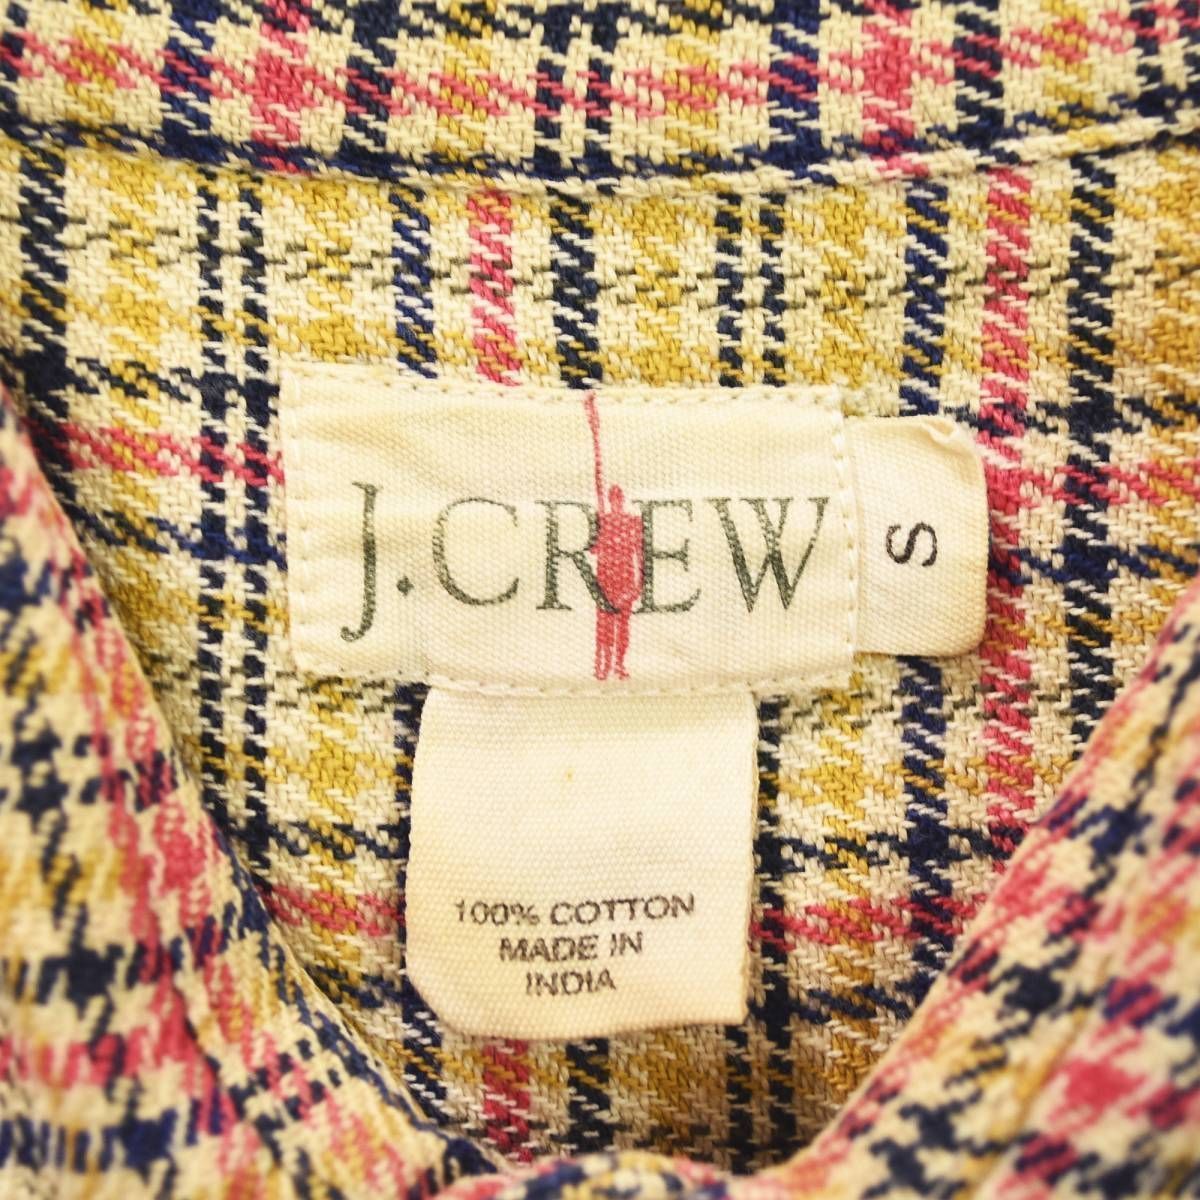 J.CREW
S
100% COTTON
MADE IN
INDIA